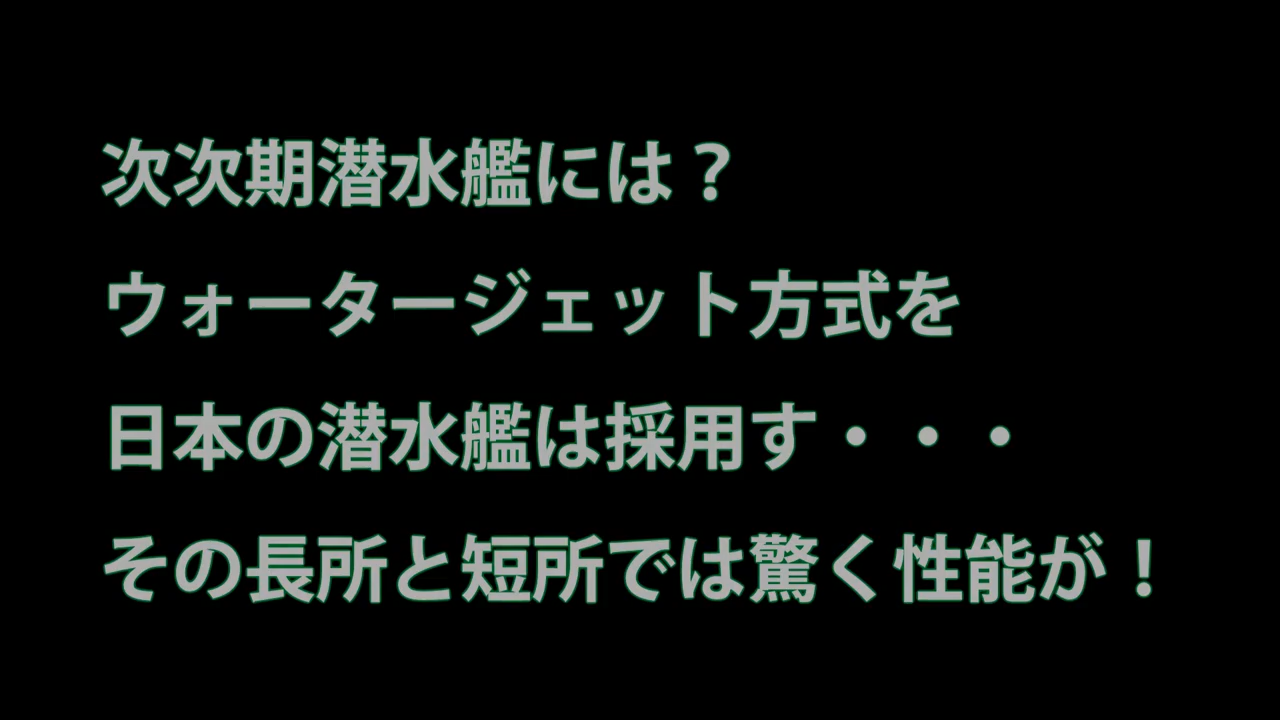 次次期潜水艦には？
ウォータージェット方式を
日本の潜水艦は採用す・・・
その長所と短所では驚く性能が！